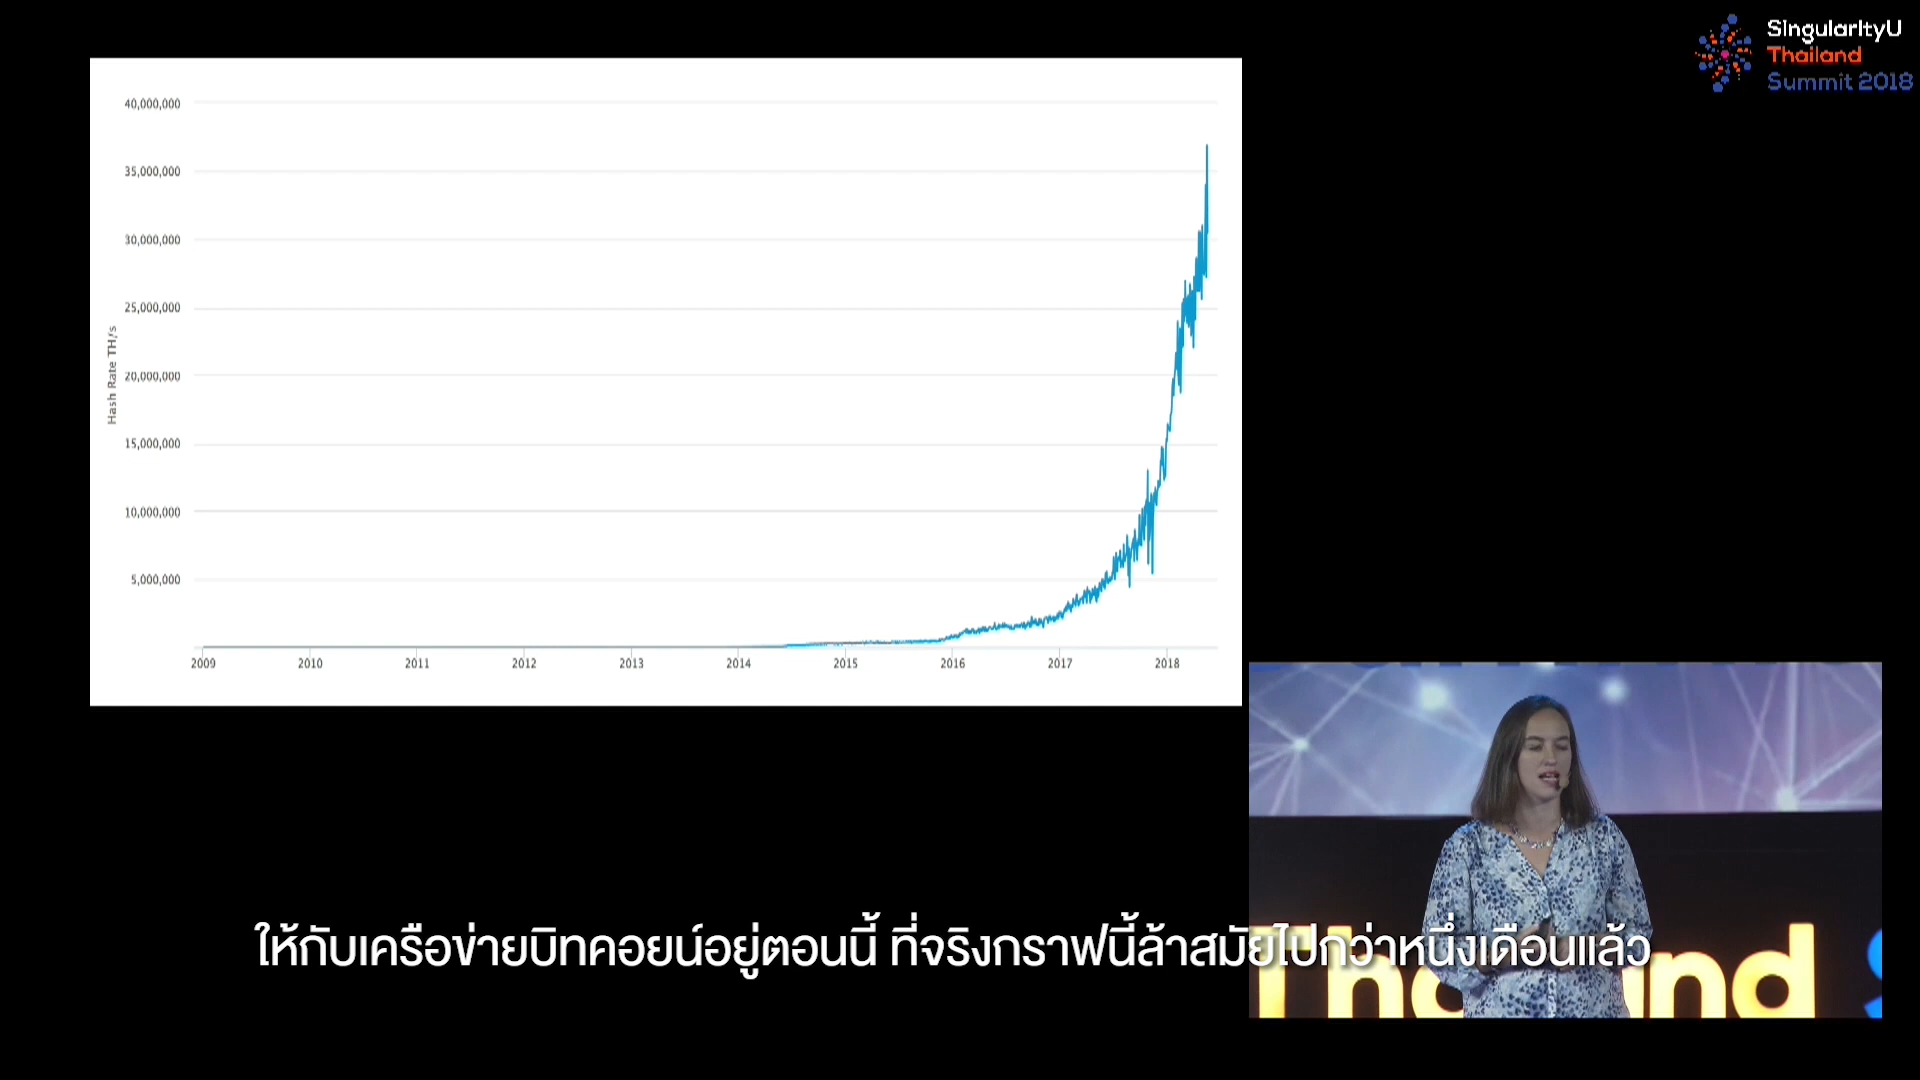 SingularityU
Thailand
Summit 2018
40,000,000
35,000,000
30,000,000
25,000,000
20,000,000
15,000,000
10,000,000
5,000,000
Hash Rate TH/s
2009 2010 2011 2012 2013 2014 2015 2016 2017 2018
ให้กับเครือข่ายบิทคอยน์อยู่ตอนนี้ ที่จริงกราฟนี้ล้าสมัยไปกว่าหนึ่งเดือนแล้ว